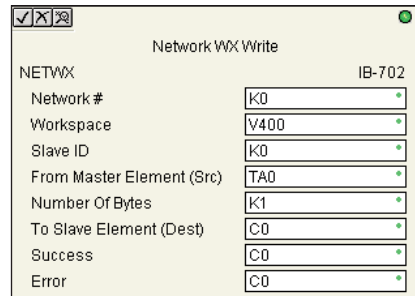 Network WX Write
NETWX IB-702
Network # K0
Workspace V400
Slave ID K0
From Master Element (Src) TA0
Number Of Bytes K1
To Slave Element (Dest) C0
Success C0
Error C0